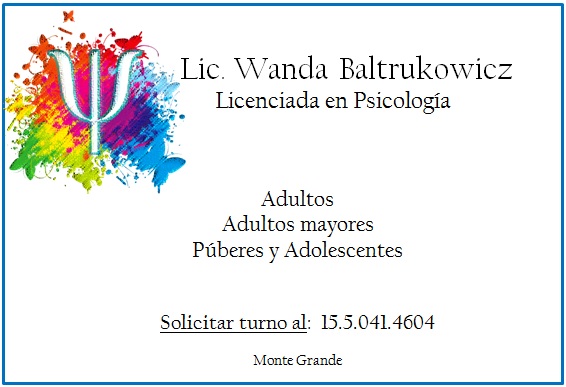 Lic. Wanda Baltrukowicz
Licenciada en Psicología
Adultos
Adultos mayores
Púberes y Adolescentes
Solicitar turno al: 15.5.041.4604
Monte Grande